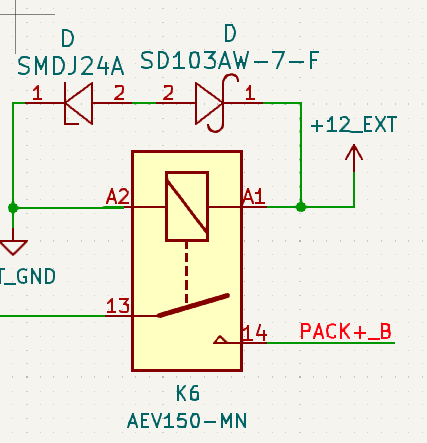 D
SMDJ24A
D
SD103AW-7-F
1
2
2
1
+12_EXT
A2
A1
T_GND
13
14
PACK+_B
K6
AEV150-MN